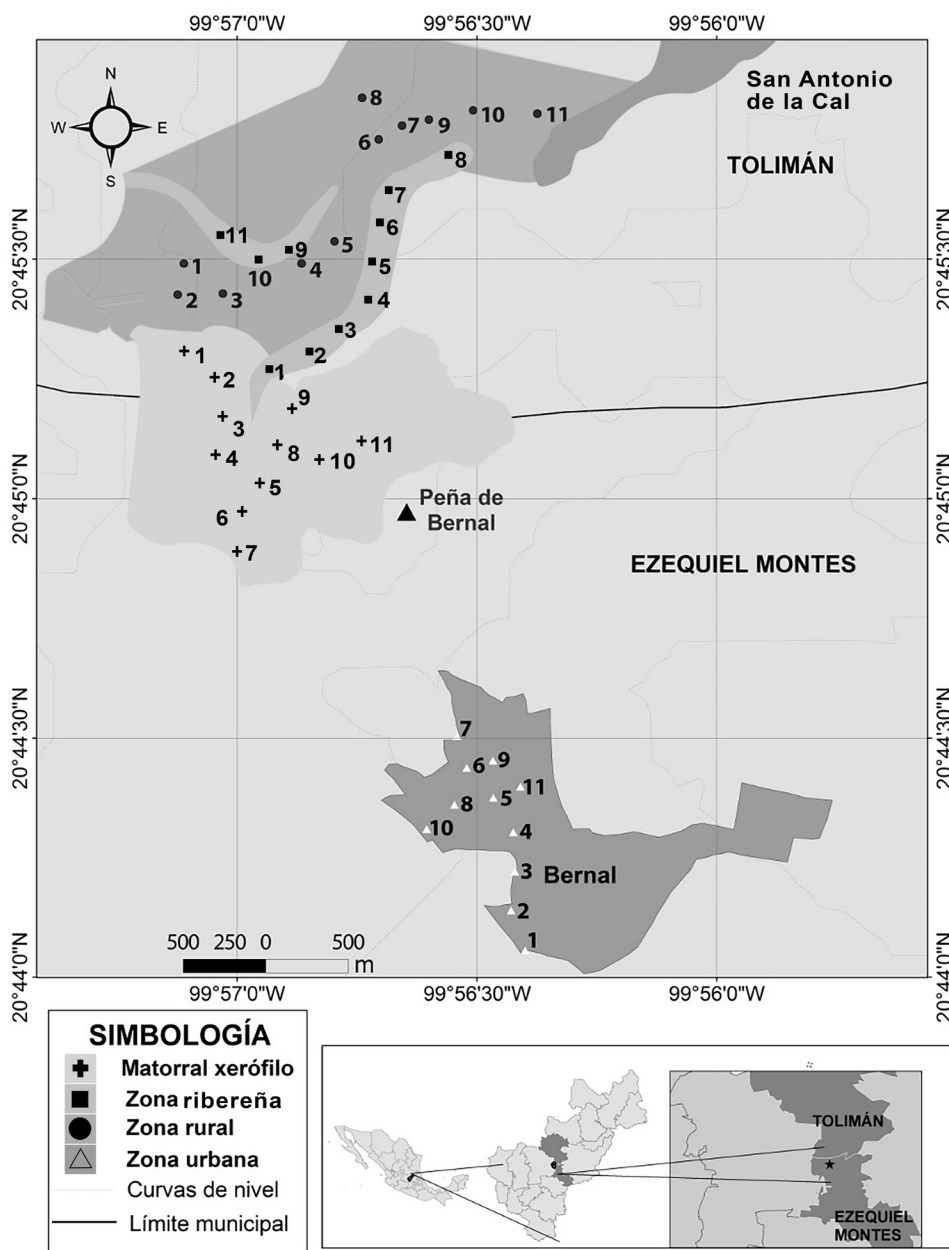 99°57'0"W 99°56'30"W 99°56'0"W
N
W E
S
San Antonio
de la Cal
TOLIMÁN
8
10
11
7
9
6
8
7
6
11
9
5
20°45'30"N
20°45'30"N
1
10
4
5
2
3
4
3
1
2
2
1
9
3
4
8
10
11
5
20°45'0"N
20°45'0"N
Peña de
Bernal
6
7
EZEQUIEL MONTES
20°44'30"N
20°44'30"N
7
6
9
11
8
5
10
4
3
Bernal
2
1
500 250 0 500
m
20°44'0"N
20°44'0"N
99°57'0"W 99°56'30"W 99°56'0"W
SIMBOLOGÍA
Matorral xerófilo
Zona ribereña
Zona rural
Zona urbana
Curvas de nivel
Límite municipal
TOLIMÁN
EZEQUIEL
MONTES